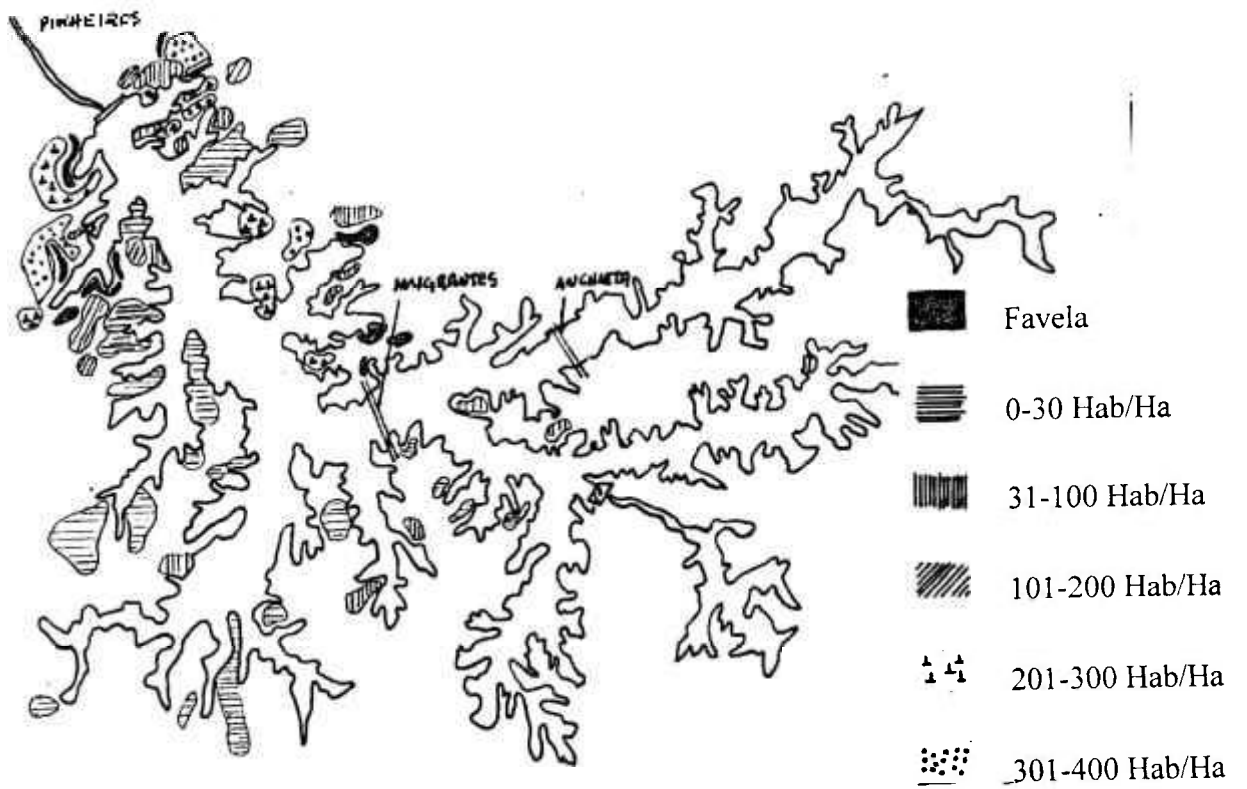 PINHEIROS
IMIGRANTES
ANCHIETA
Favela
0-30 Hab/Ha
31-100 Hab/Ha
101-200 Hab/Ha
201-300 Hab/Ha
301-400 Hab/Ha